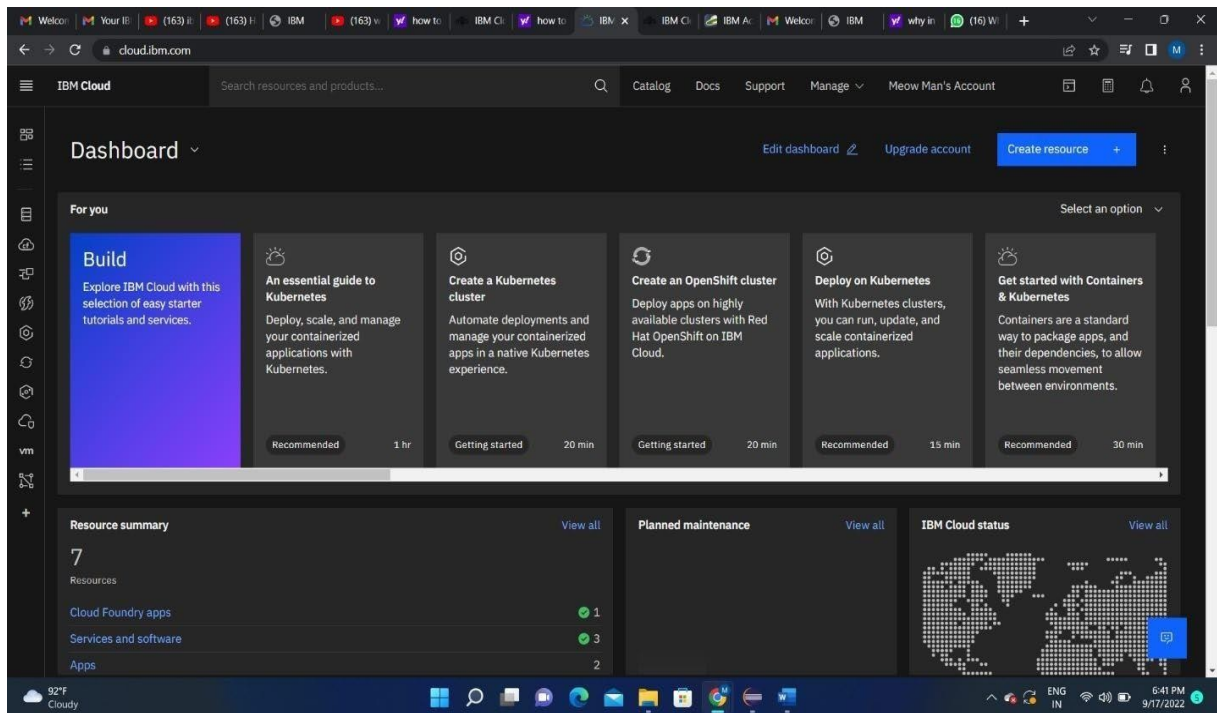 Welcon Your IB (163) it (163) H IBM (163) w how to IBM Clo how to IBM IBM Clo IBM Ac Welcor IBM why in (16) W
cloud.ibm.com M
IBM Cloud Search resources and products... Catalog Docs Support Manage Meow Man's Account
Dashboard Edit dashboard Upgrade account Create resource +
For you Select an option
Build
Explore IBM Cloud with this
selection of easy starter
tutorials and services.
An essential guide to
Kubernetes
Deploy, scale, and manage
your containerized
applications with
Kubernetes.
Recommended 1 hr
Create a Kubernetes
cluster
Automate deployments and
manage your containerized
apps in a native Kubernetes
experience.
Getting started 20 min
Create an OpenShift cluster
Deploy apps on highly
available clusters with Red
Hat OpenShift on IBM
Cloud.
Getting started 20 min
Deploy on Kubernetes
With Kubernetes clusters,
you can run, update, and
scale containerized
applications.
Recommended 15 min
Get started with Containers
& Kubernetes
Containers are a standard
way to package apps, and
their dependencies, to allow
seamless movement
between environments.
Recommended 30 min
vm
Resource summary View all
7
Resources
Cloud Foundry apps 1
Services and software 3
Apps 2
Planned maintenance View all
IBM Cloud status View all
92°F
Cloudy
ENG
IN
6:41 PM
9/17/2022